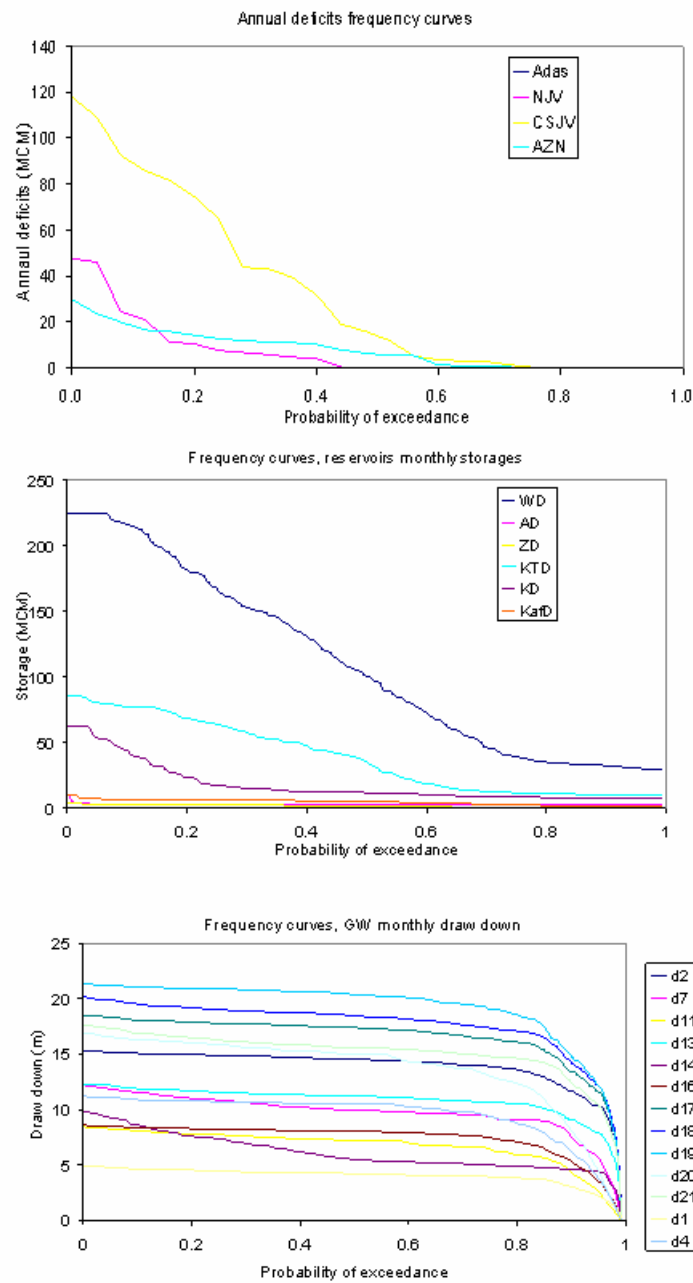 Annual deficits frequency curves
140
120
100
80
60
40
20
0
Annaul deficits (MCM)
Adas
NJV
CSJV
AZN
0.0 0.2 0.4 0.6 0.8 1.0
Probability of exceedance
Frequency curves, reservoirs monthly storages
250
200
150
100
50
0
Storage (MCM)
WD
AD
ZD
KTD
KD
KafD
0 0.2 0.4 0.6 0.8 1
Probability of exceedance
Frequency curves, GW monthly draw down
25
20
15
10
5
0
Draw down (m)
d2
d7
d11
d13
d14
d16
d17
d18
d19
d20
d21
d1
d4
0 0.2 0.4 0.6 0.8 1
Probability of exceedance